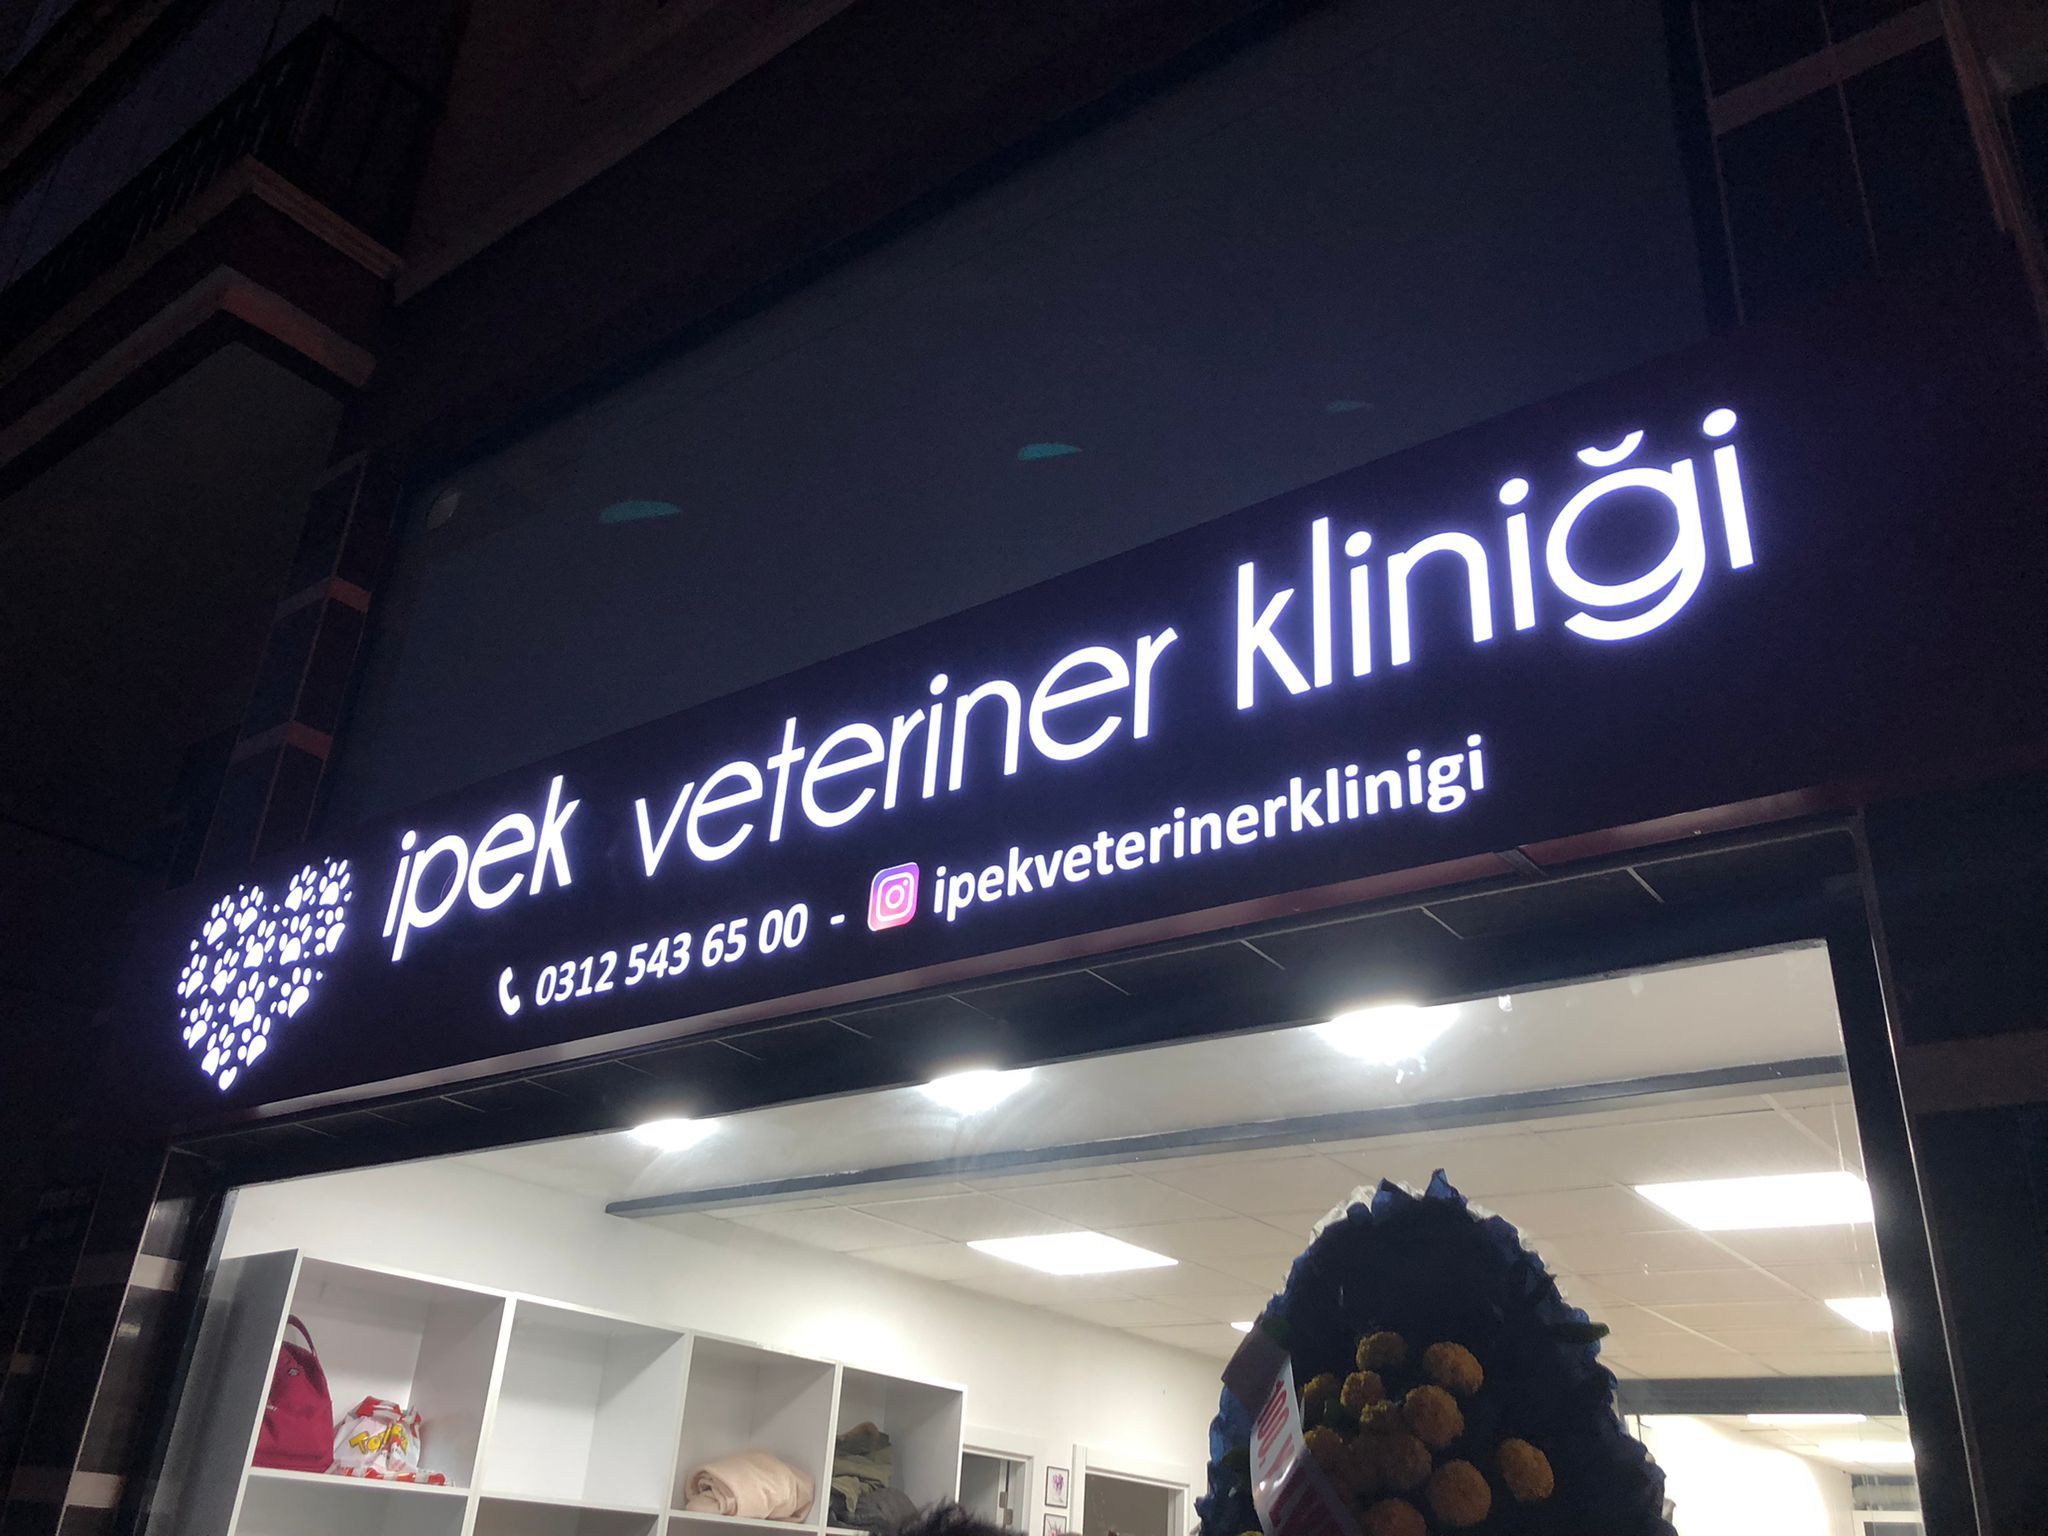 ipek veteriner kliniği
0312 543 65 00 - ipekveterinerklinigi